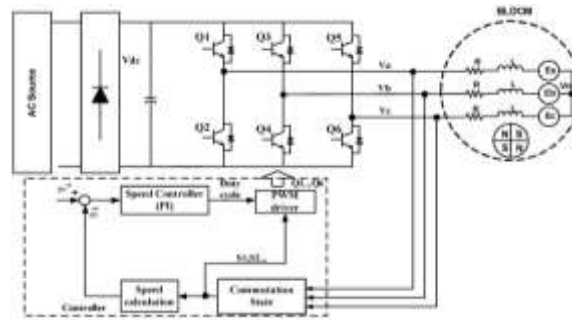 BLDCM
Q1
Q3
Q5
AC Source
Vdc
Va
R
L
Ea
Vb
R
L
Eb
Vc
R
L
Ec
Q2
Q4
Q6
N S
S N
Speed Controller
(PI)
Duty
cycle
PWM
driver
Speed
calculation
Commutation
State
Controller